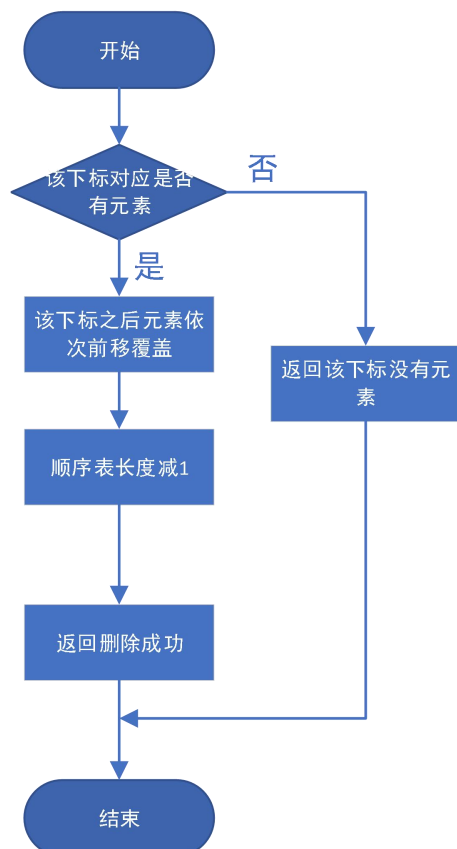 开始
该下标对应是否
有元素
否
是
该下标之后元素依
次前移覆盖
返回该下标没有元
素
顺序表长度减1
返回删除成功
结束